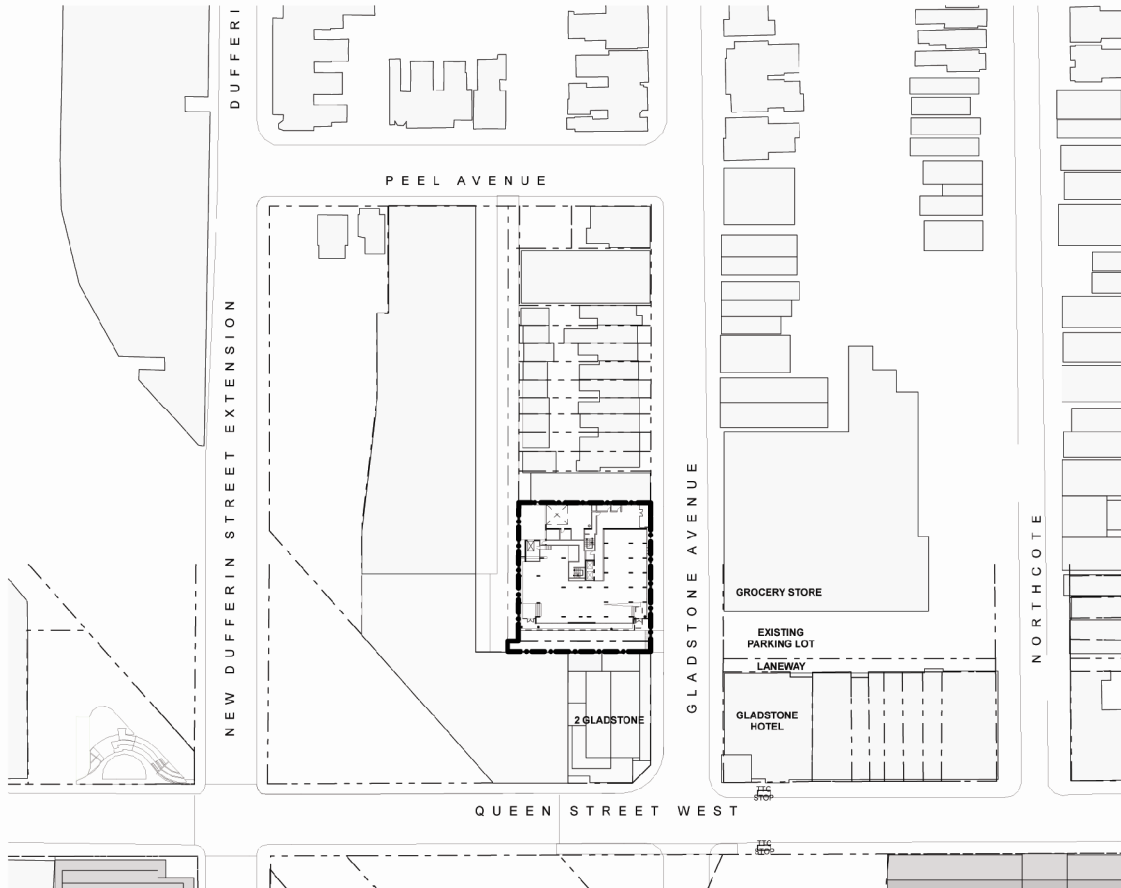 DUFFERI
PEEL AVENUE
NEW DUFFERIN STREET EXTENSION
GLADSTONE AVENUE
NORTHCOTE
GROCERY STORE
EXISTING
PARKING LOT
LANEWAY
2 GLADSTONE
GLADSTONE
HOTEL
TTC
STOP
QUEEN STREET WEST
TTC
STOP